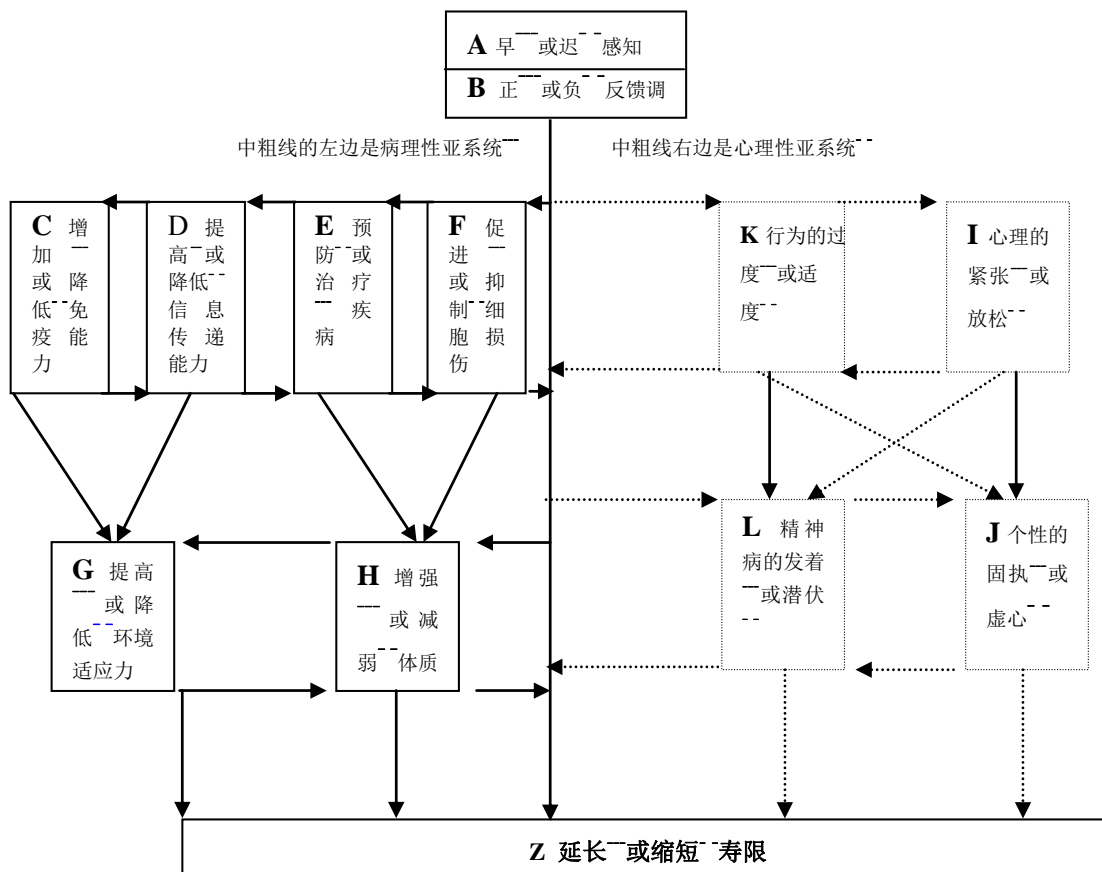 A 早¯¯¯或迟¯ ¯感知
B 正¯¯¯或负¯ ¯反馈调
中粗线的左边是病理性亚系统¯¯¯
中粗线右边是心理性亚系统¯ ¯
C 增
加¯¯
或 降
低¯ ¯免
疫 能
力
D 提
高¯¯或
降低¯ ¯
信 息
传 递
能力
E 预
防¯ ¯或
治 疗
¯¯¯ 疾
病
F 促
进¯¯
或 抑
制¯ ¯细
胞 损
伤
K 行为的过
度¯¯¯或适
度¯ ¯
I 心理的
紧张¯¯¯或
放松¯ ¯
G 提高
¯¯¯ 或 降
低¯ ¯环境
适应力
H 增强
¯¯¯ 或 减
弱¯ ¯体质
L 精神
病的发着
¯¯¯或潜伏
¯ ¯
J 个性的
固执¯¯¯或
虚心¯ ¯
Z 延长¯¯¯或缩短¯ ¯寿限